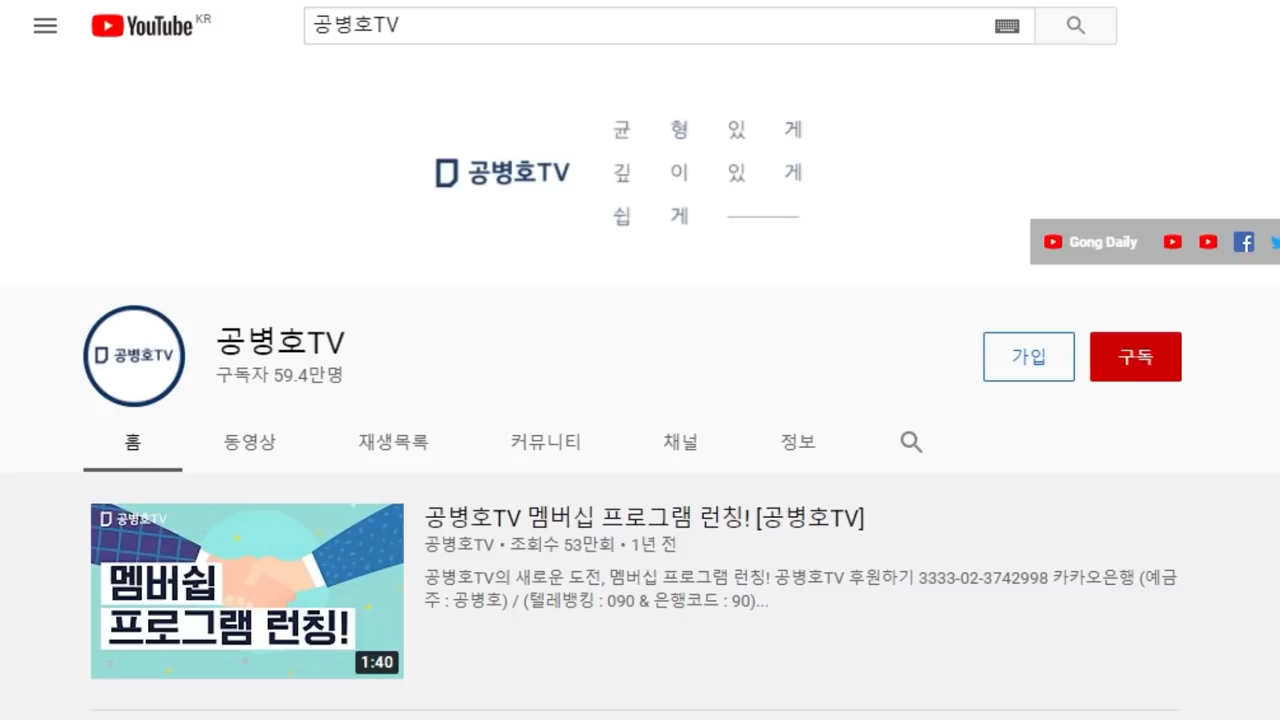 YouTube KR
공병호TV
공병호TV
균 형 있 게
깊 이 있 게
쉽 게
Gong Daily
공병호TV
공병호TV
구독자 59.4만명
가입
구독
홈
동영상
재생목록
커뮤니티
채널
정보
공병호TV
멤버쉽
프로그램 런칭!
1:40
공병호TV 멤버십 프로그램 런칭! [공병호TV]
공병호TV • 조회수 53만회 • 1년 전
공병호TV의 새로운 도전, 멤버십 프로그램 런칭! 공병호TV 후원하기 3333-02-3742998 카카오은행 (예금
주 : 공병호) / (텔레뱅킹 : 090 & 은행코드 : 90)...